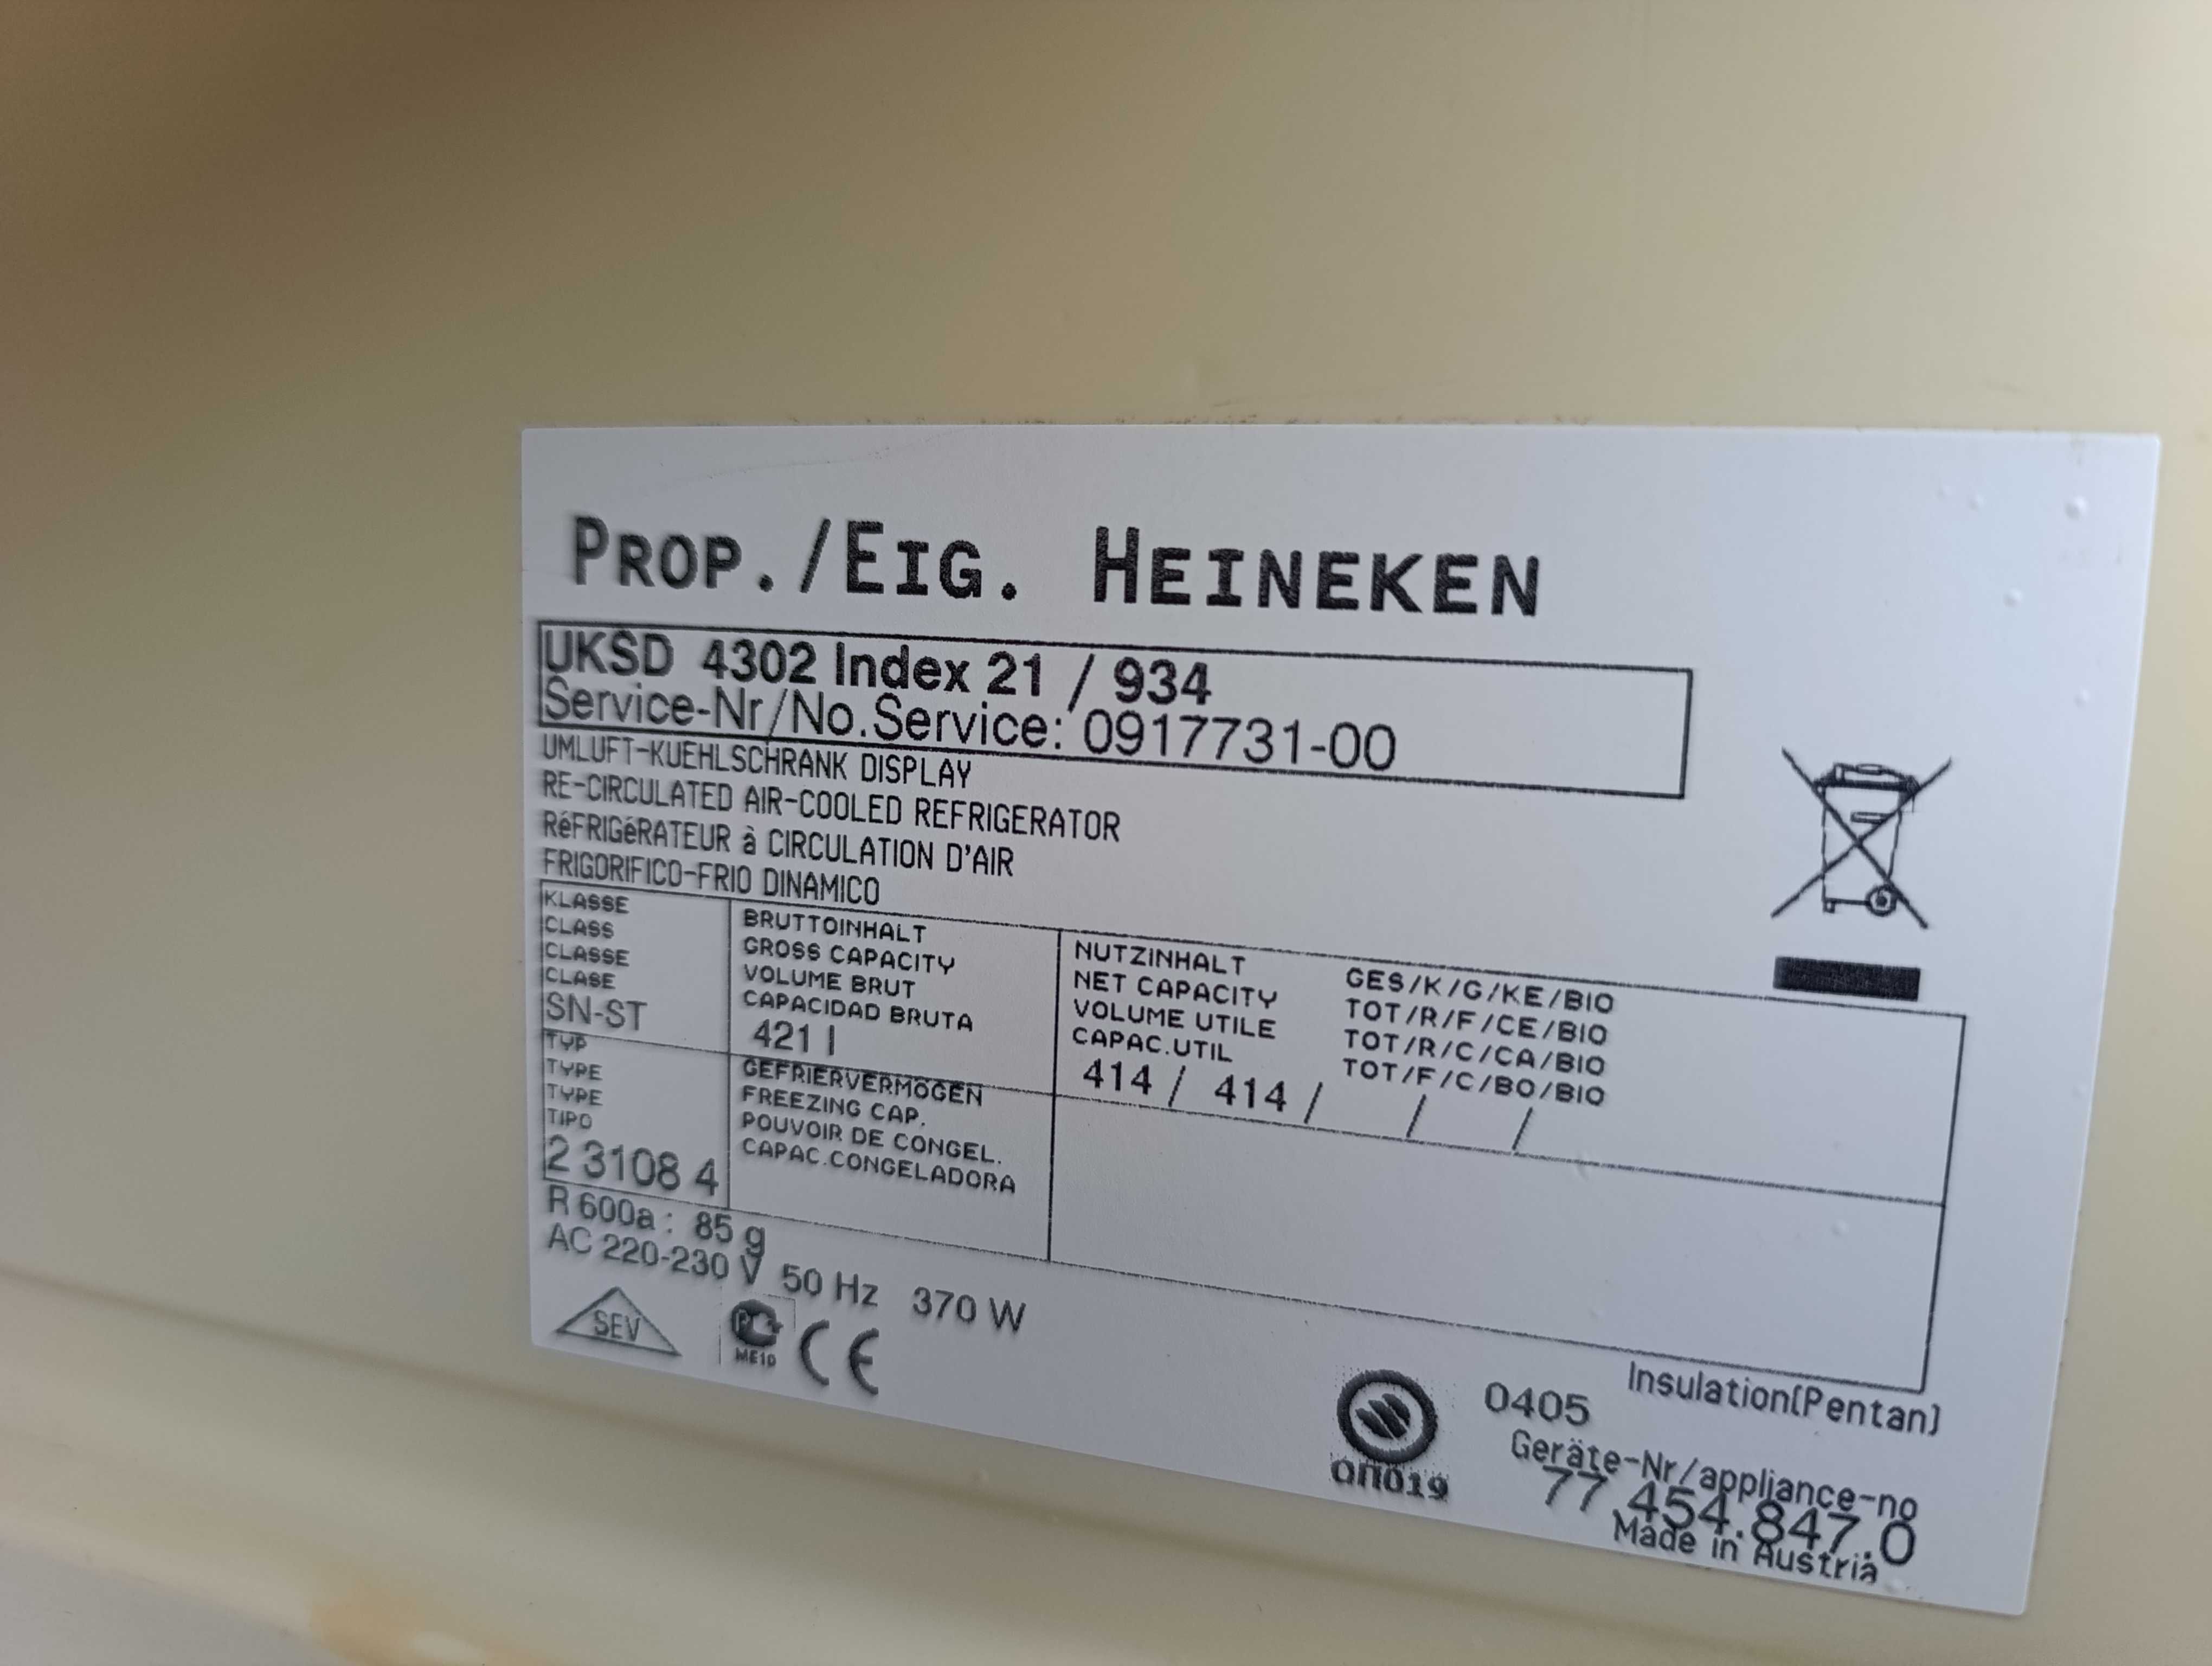 PROP./EIG. HEINEKEN
UKSD 4302 Index 21 / 934
Service-Nr/No.Service: 0917731-00
UMLUFT-KUEHLSCHRANK DISPLAY
RE-CIRCULATED AIR-COOLED REFRIGERATOR
RéFRIGéRATEUR à CIRCULATION D'AIR
FRIGORIFICO-FRIO DINAMICO
KLASSE
CLASS
CLASSE
CLASE
SN-ST
BRUTTOINHALT
GROSS CAPACITY
VOLUME BRUT
CAPACIDAD BRUTA
421 l
NUTZINHALT GES/K/G/KE/BIO
NET CAPACITY TOT/R/F/CE/BIO
VOLUME UTILE TOT/R/C/CA/BIO
CAPAC.UTIL TOT/F/C/BO/BIO
414 / 414 / / /
TYP
TYPE
TYPE
TIPO
2 3108 4
GEFRIERVERMÖGEN
FREEZING CAP.
POUVOIR DE CONGEL.
CAPAC.CONGELADORA
R 600a: 85 g
AC 220-230 V 50 Hz 370 W
Insulation(Pentan)
SEV
PC
ME10
CE
ОП019
0405
Geräte-Nr/appliance-no
77.454.847.0
Made in Austria